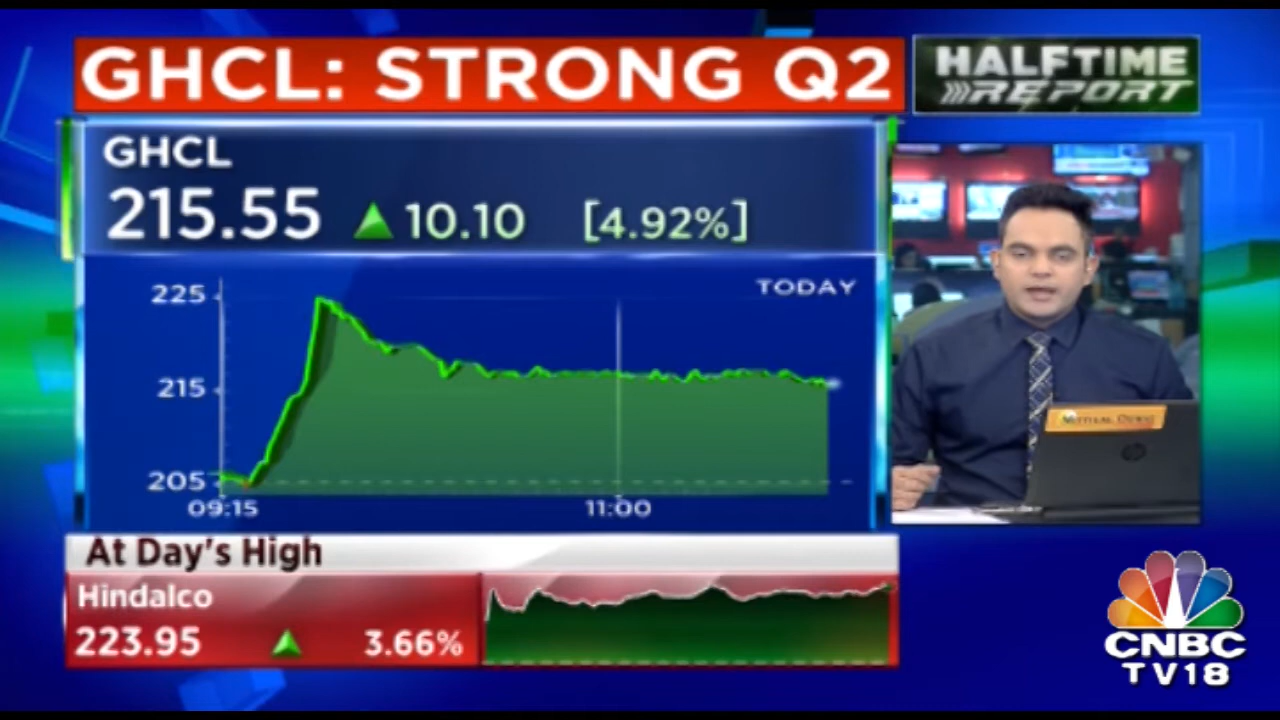 GHCL: STRONG Q2
HALFTIME
REPORT
GHCL
215.55 ▲ 10.10 [4.92%]
TODAY
225
215
205
09:15 11:00
At Day's High
Hindalco
223.95 ▲ 3.66%
hp
CNBC
TV18